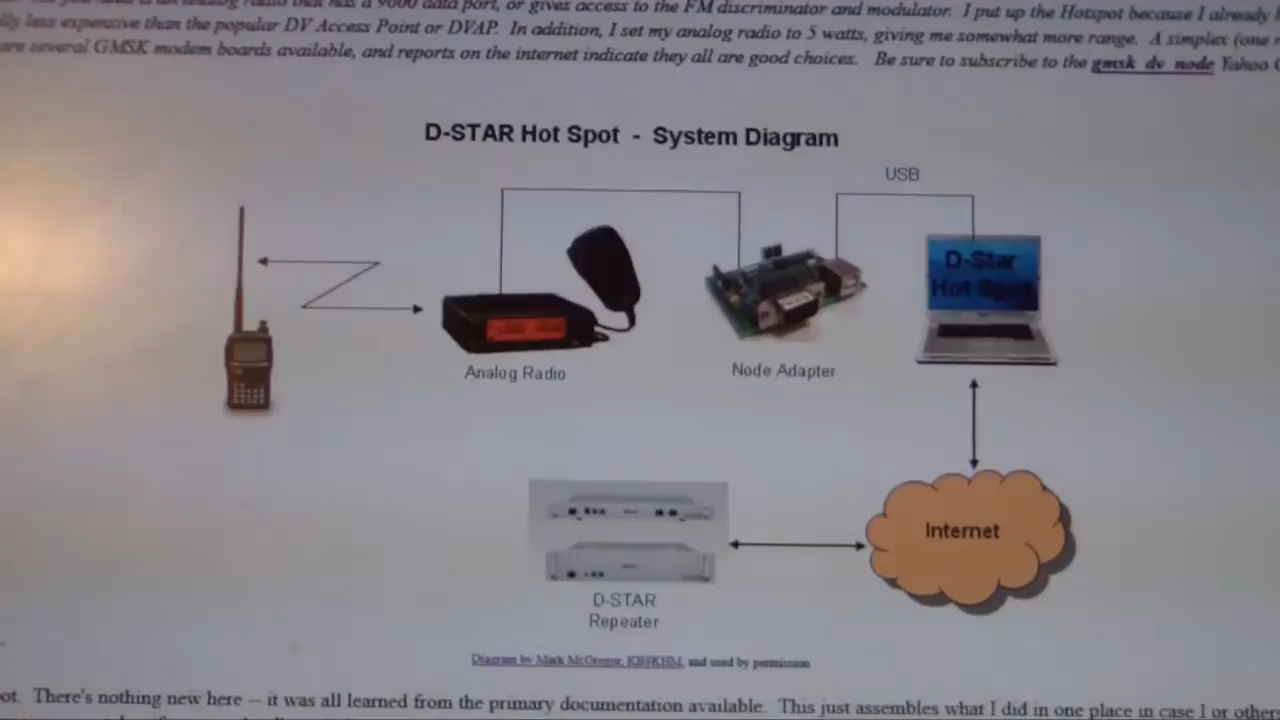 9600 data port, or gives access to the FM discriminator and modulator. I put up the Hotspot because I already
less expensive than the popular DV Access Point or DVAP. In addition, I set my analog radio to 5 watts, giving me somewhat more range. A simplex (one
are several GMSK modem boards available, and reports on the internet indicate they all are good choices. Be sure to subscribe to the gmsk_dv_node Yahoo
D-STAR Hot Spot - System Diagram
USB
D-Star
Hot Spot
Analog Radio
Node Adapter
Internet
D-STAR
Repeater
Diagram by Mark McGregor, KB9KHM, and used by permission
There's nothing new here – it was all learned from the primary documentation available. This just assembles what I did in one place in case I or others